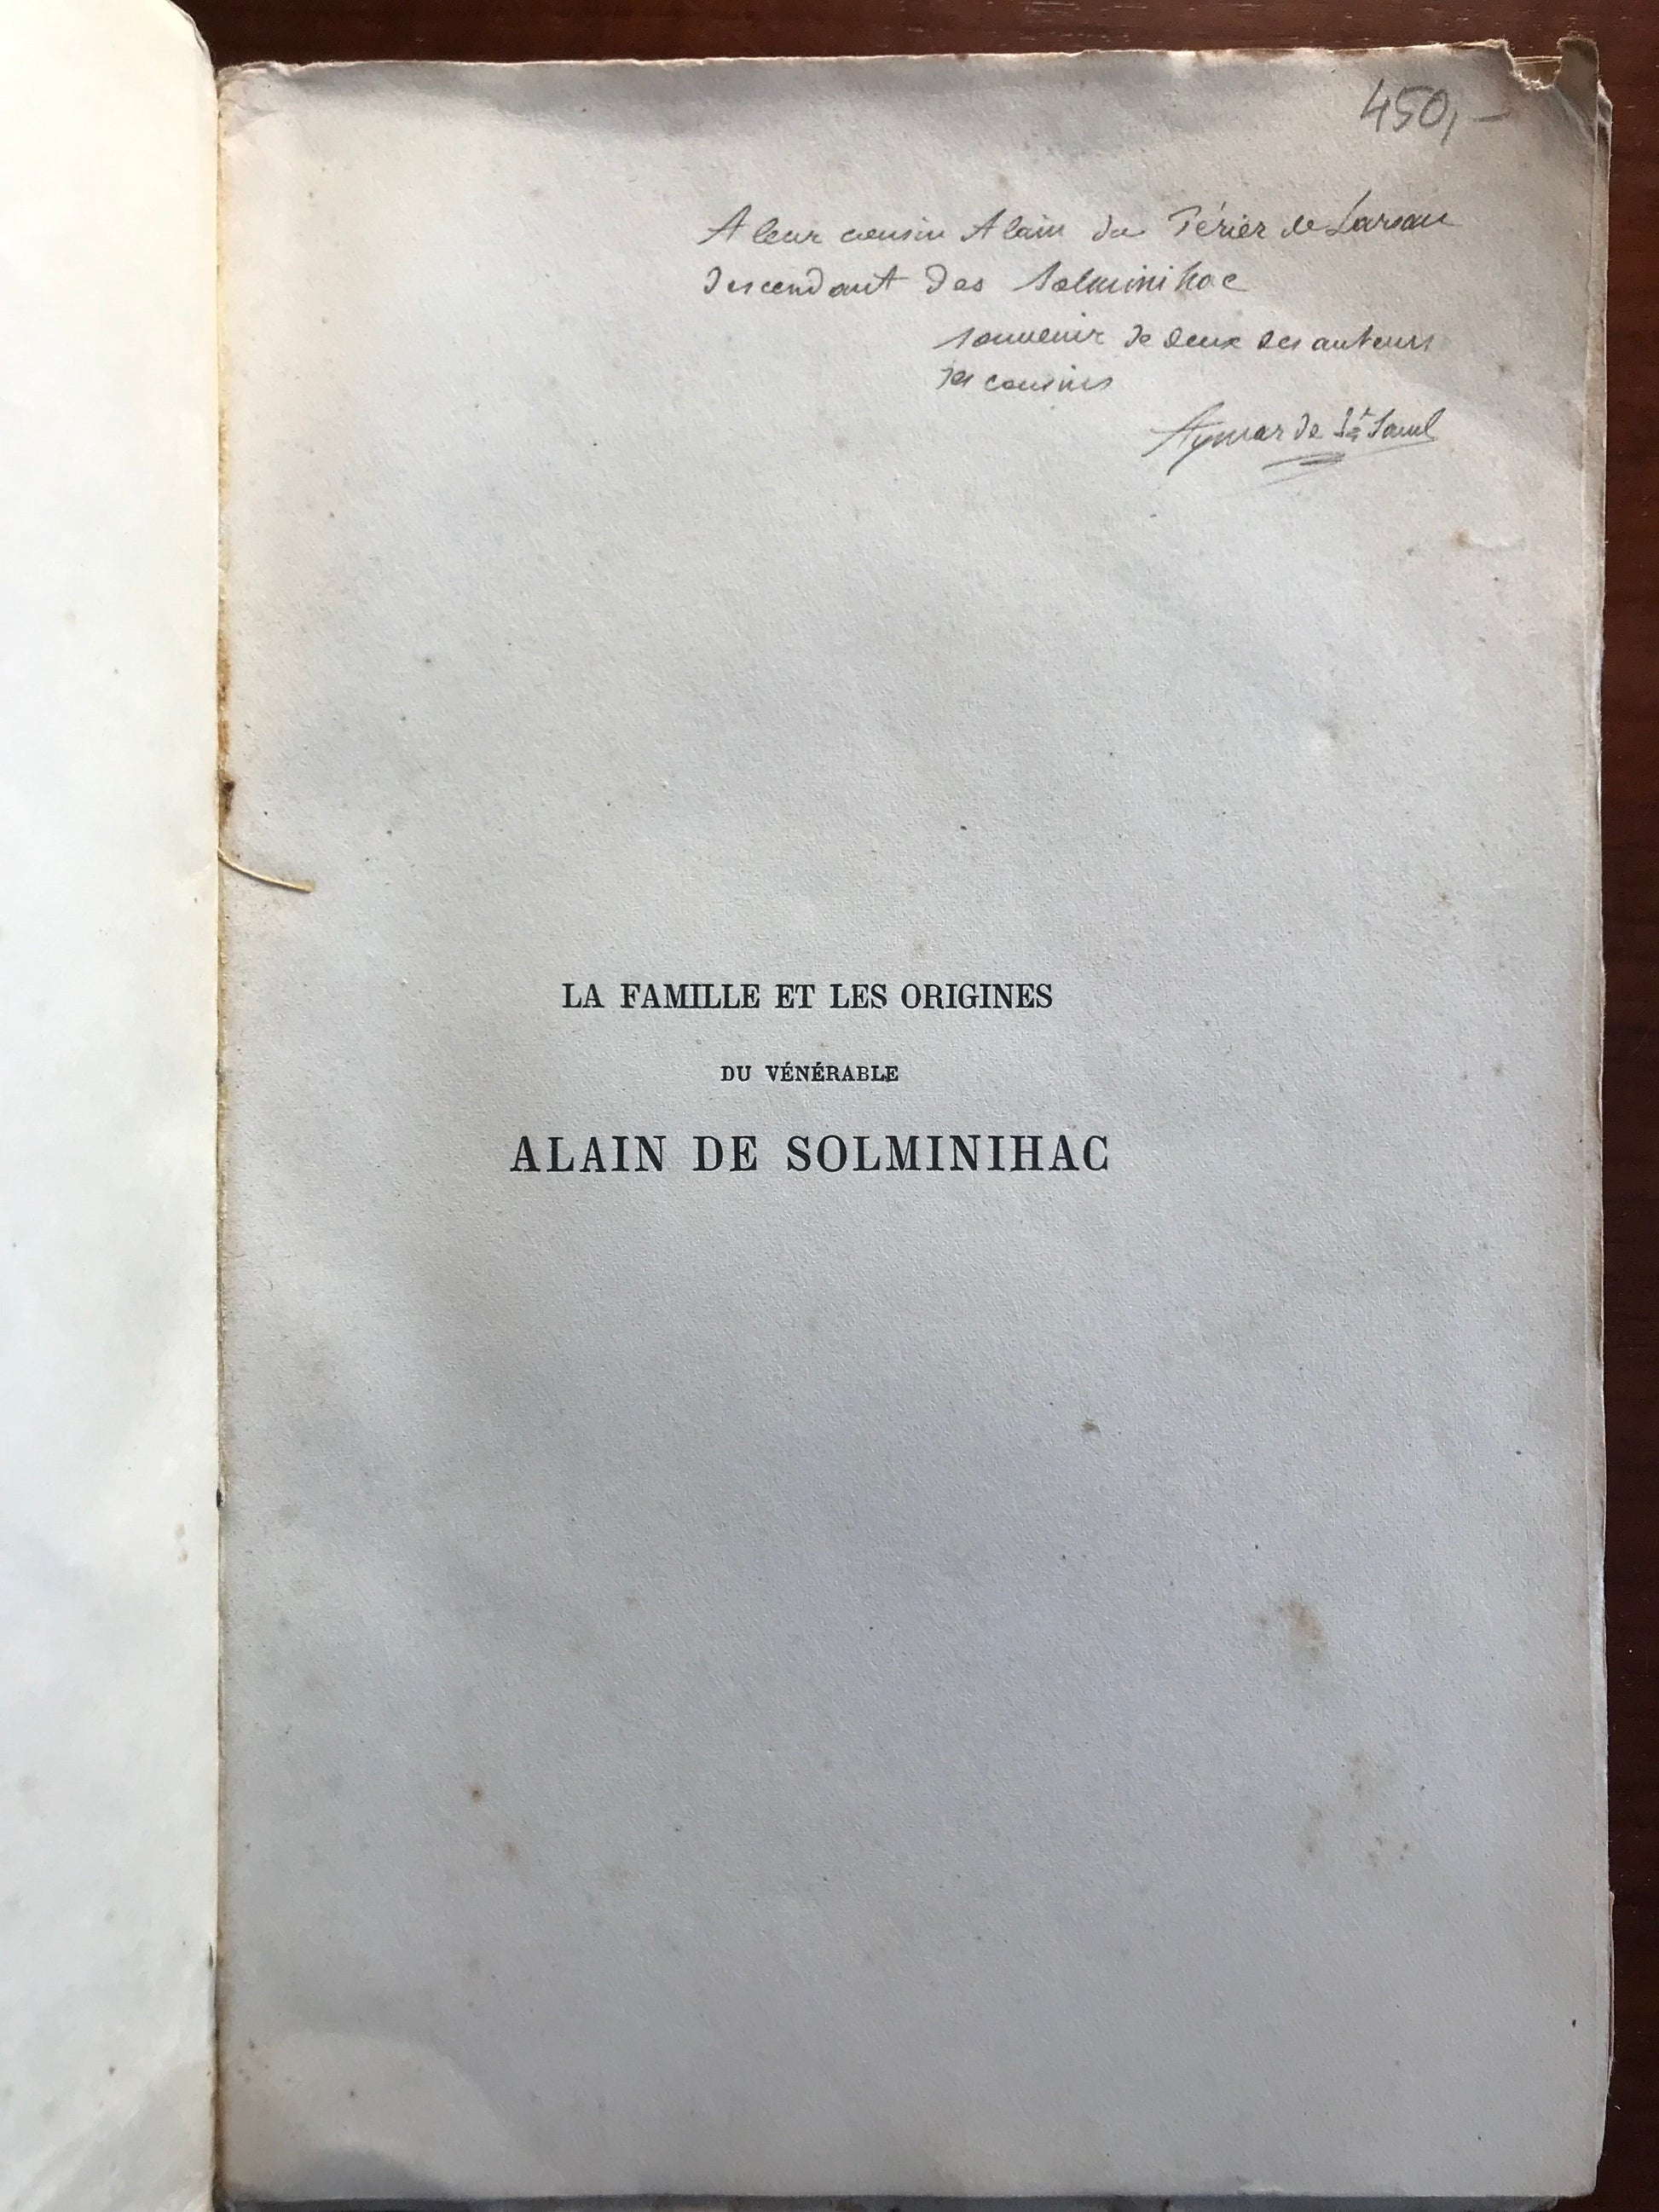 450,-
A leur cousin Alain du Périer de Larsan
descendant des Solminihac
souvenir de deux des auteurs
ses cousins
Aymar de St Saud
LA FAMILLE ET LES ORIGINES
DU VÉNÉRABLE
ALAIN DE SOLMINIHAC